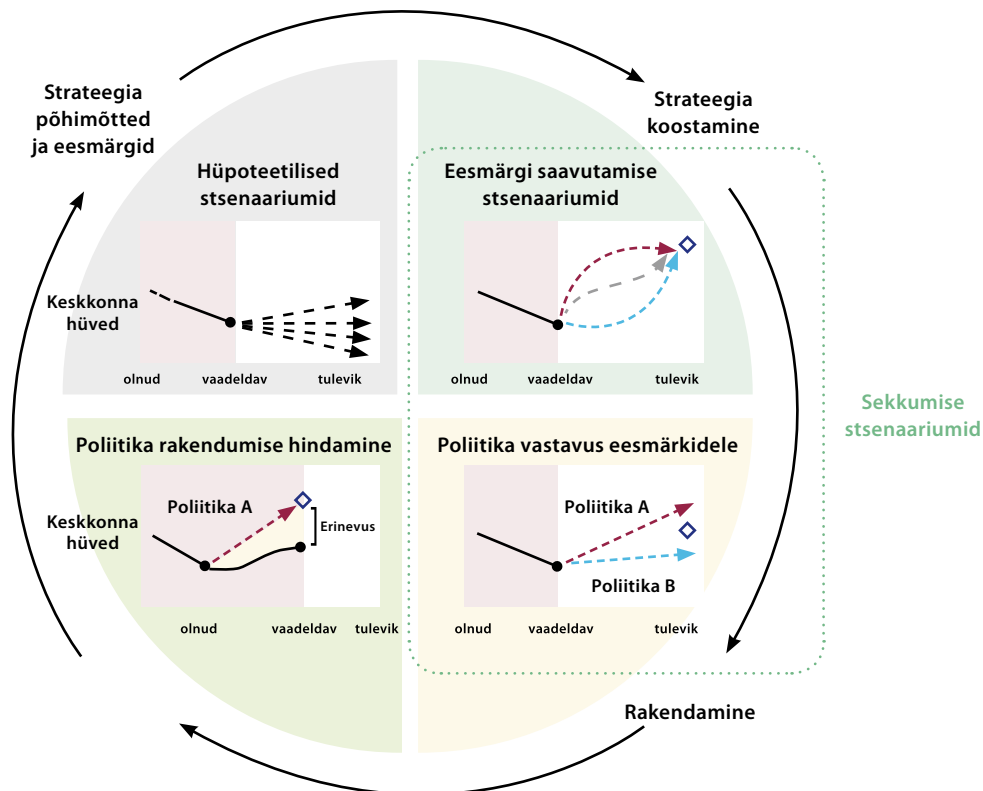 Strateegia
põhimõtted
ja eesmärgid
Strateegia
koostamine
Hüpoteetilised
stsenaariumid
Keskkonna
hüved
olnud vaadeldav tulevik
Eesmärgi saavutamise
stsenaariumid
olnud vaadeldav tulevik
Sekkumise
stsenaariumid
Poliitika rakendumise hindamine
Keskkonna
hüved
Poliitika A
Erinevus
olnud vaadeldav tulevik
Poliitika vastavus eesmärkidele
Poliitika A
Poliitika B
olnud vaadeldav tulevik
Rakendamine